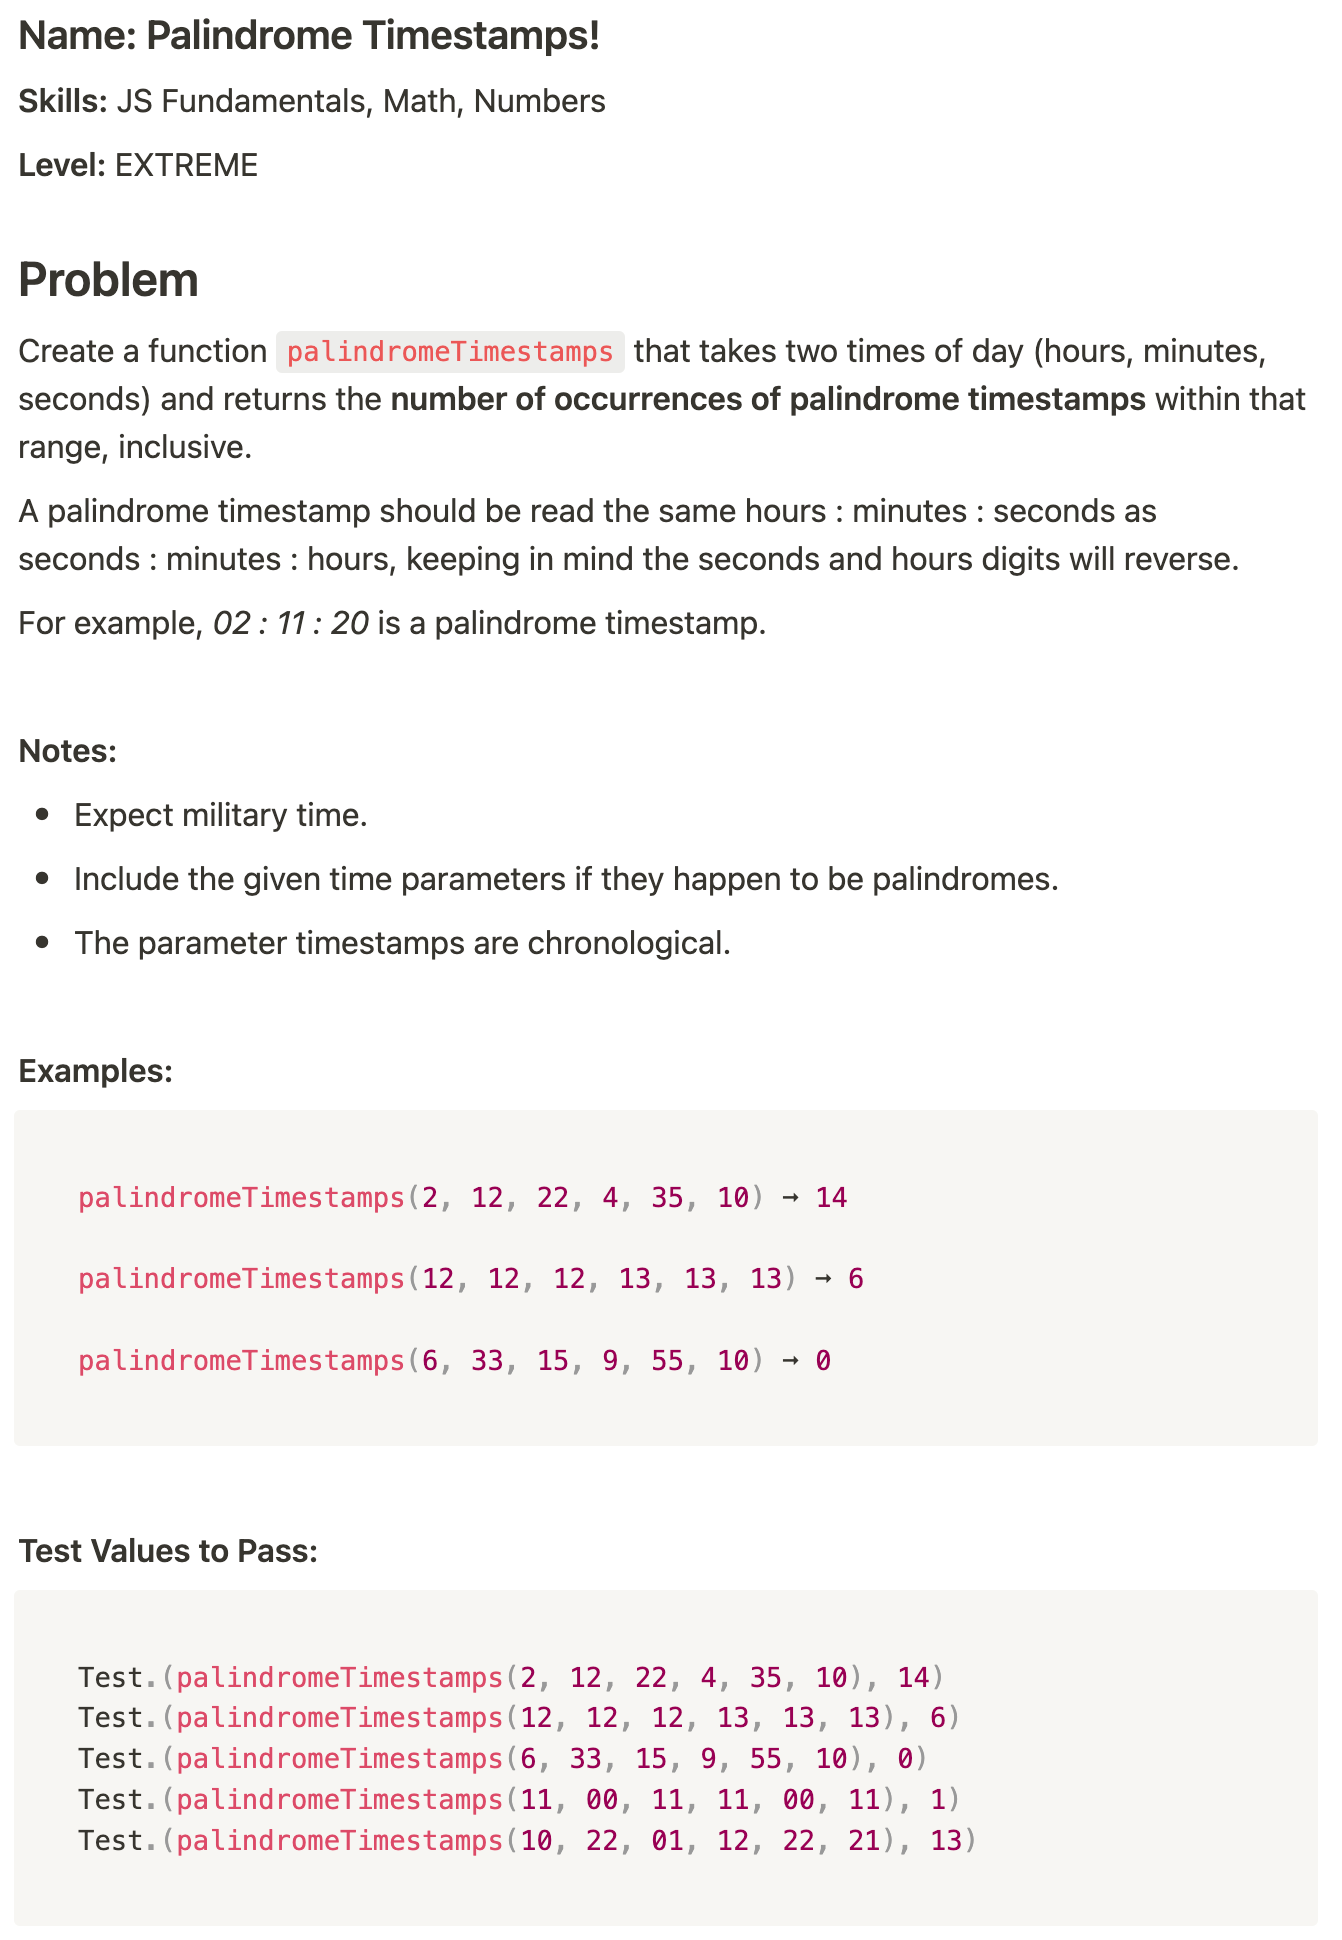 Name: Palindrome Timestamps!
Skills: JS Fundamentals, Math, Numbers
Level: EXTREME
Problem
Create a function palindromeTimestamps that takes two times of day (hours, minutes,
seconds) and returns the number of occurrences of palindrome timestamps within that
range, inclusive.
A palindrome timestamp should be read the same hours : minutes : seconds as
seconds : minutes : hours, keeping in mind the seconds and hours digits will reverse.
For example, 02 : 11 : 20 is a palindrome timestamp.
Notes:
• Expect military time.
• Include the given time parameters if they happen to be palindromes.
• The parameter timestamps are chronological.
Examples:
palindromeTimestamps(2, 12, 22, 4, 35, 10) → 14
palindromeTimestamps(12, 12, 12, 13, 13, 13) → 6
palindromeTimestamps(6, 33, 15, 9, 55, 10) → 0
Test Values to Pass:
Test.(palindromeTimestamps(2, 12, 22, 4, 35, 10), 14)
Test.(palindromeTimestamps(12, 12, 12, 13, 13, 13), 6)
Test.(palindromeTimestamps(6, 33, 15, 9, 55, 10), 0)
Test.(palindromeTimestamps(11, 00, 11, 11, 00, 11), 1)
Test.(palindromeTimestamps(10, 22, 01, 12, 22, 21), 13)